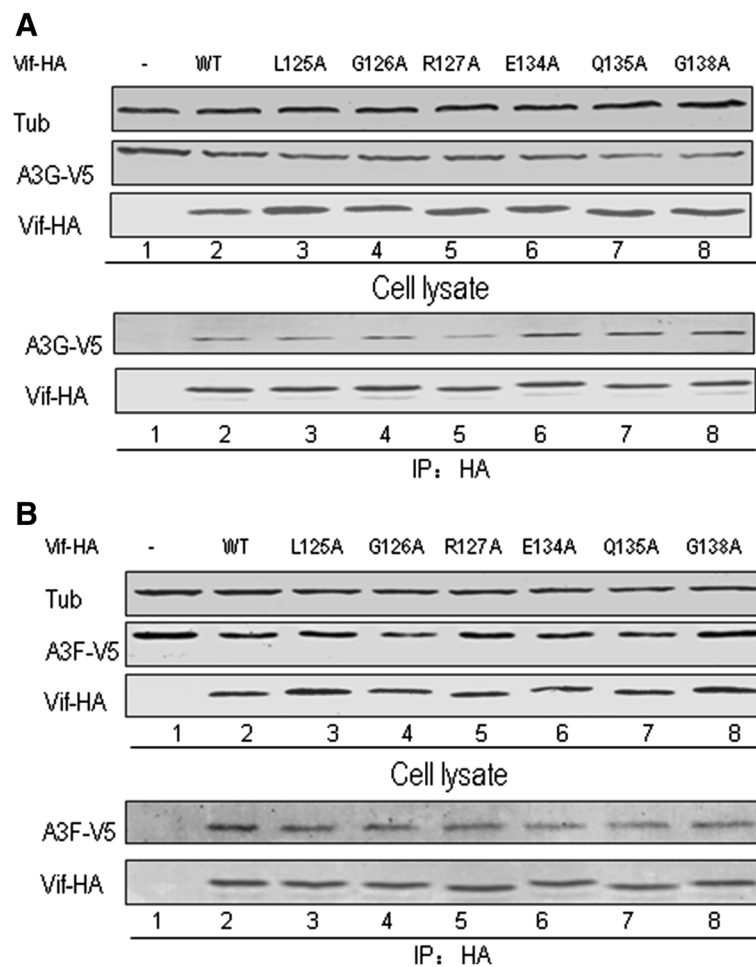 A
Vif-HA - WT L125A G126A R127A E134A Q135A G138A
Tub
A3G-V5
Vif-HA
1 2 3 4 5 6 7 8
Cell lysate
A3G-V5
Vif-HA
1 2 3 4 5 6 7 8
IP: HA
B
Vif-HA - WT L125A G126A R127A E134A Q135A G138A
Tub
A3F-V5
Vif-HA
1 2 3 4 5 6 7 8
Cell lysate
A3F-V5
Vif-HA
1 2 3 4 5 6 7 8
IP: HA